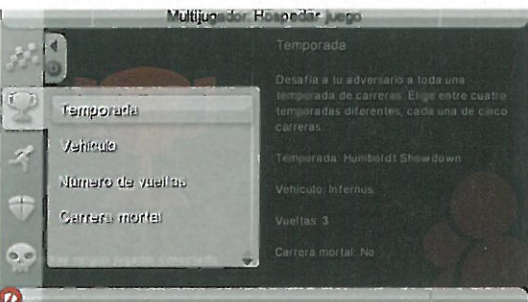 Multijugador: Hospedar juego
Temporada
Desafía a tu adversario a toda una
temporada de carreras. Elige entre cuatro
temporadas diferentes, cada una de cinco
carreras.
Temporada: Humboldt Showdown
Vehículo: Infernus
Vueltas: 3
Carrera mortal: No
Temporada
Vehículo
Número de vueltas
Carrera mortal